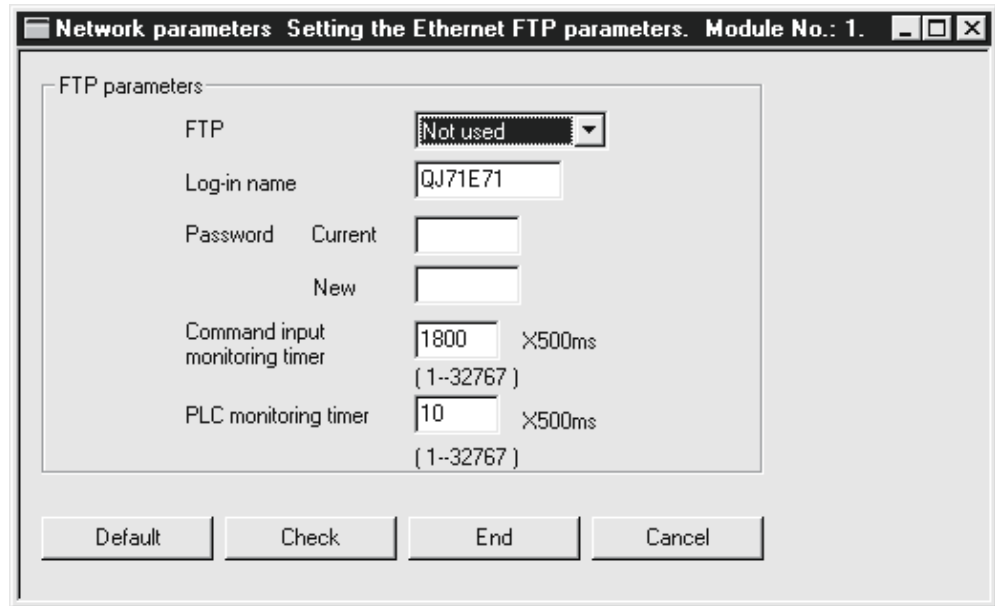 Network parameters Setting the Ethernet FTP parameters. Module No.: 1.
FTP parameters
FTP Not used
Log-in name QJ71E71
Password Current
New
Command input
monitoring timer 1800 X500ms
( 1--32767 )
PLC monitoring timer 10 X500ms
( 1--32767 )
Default Check End Cancel